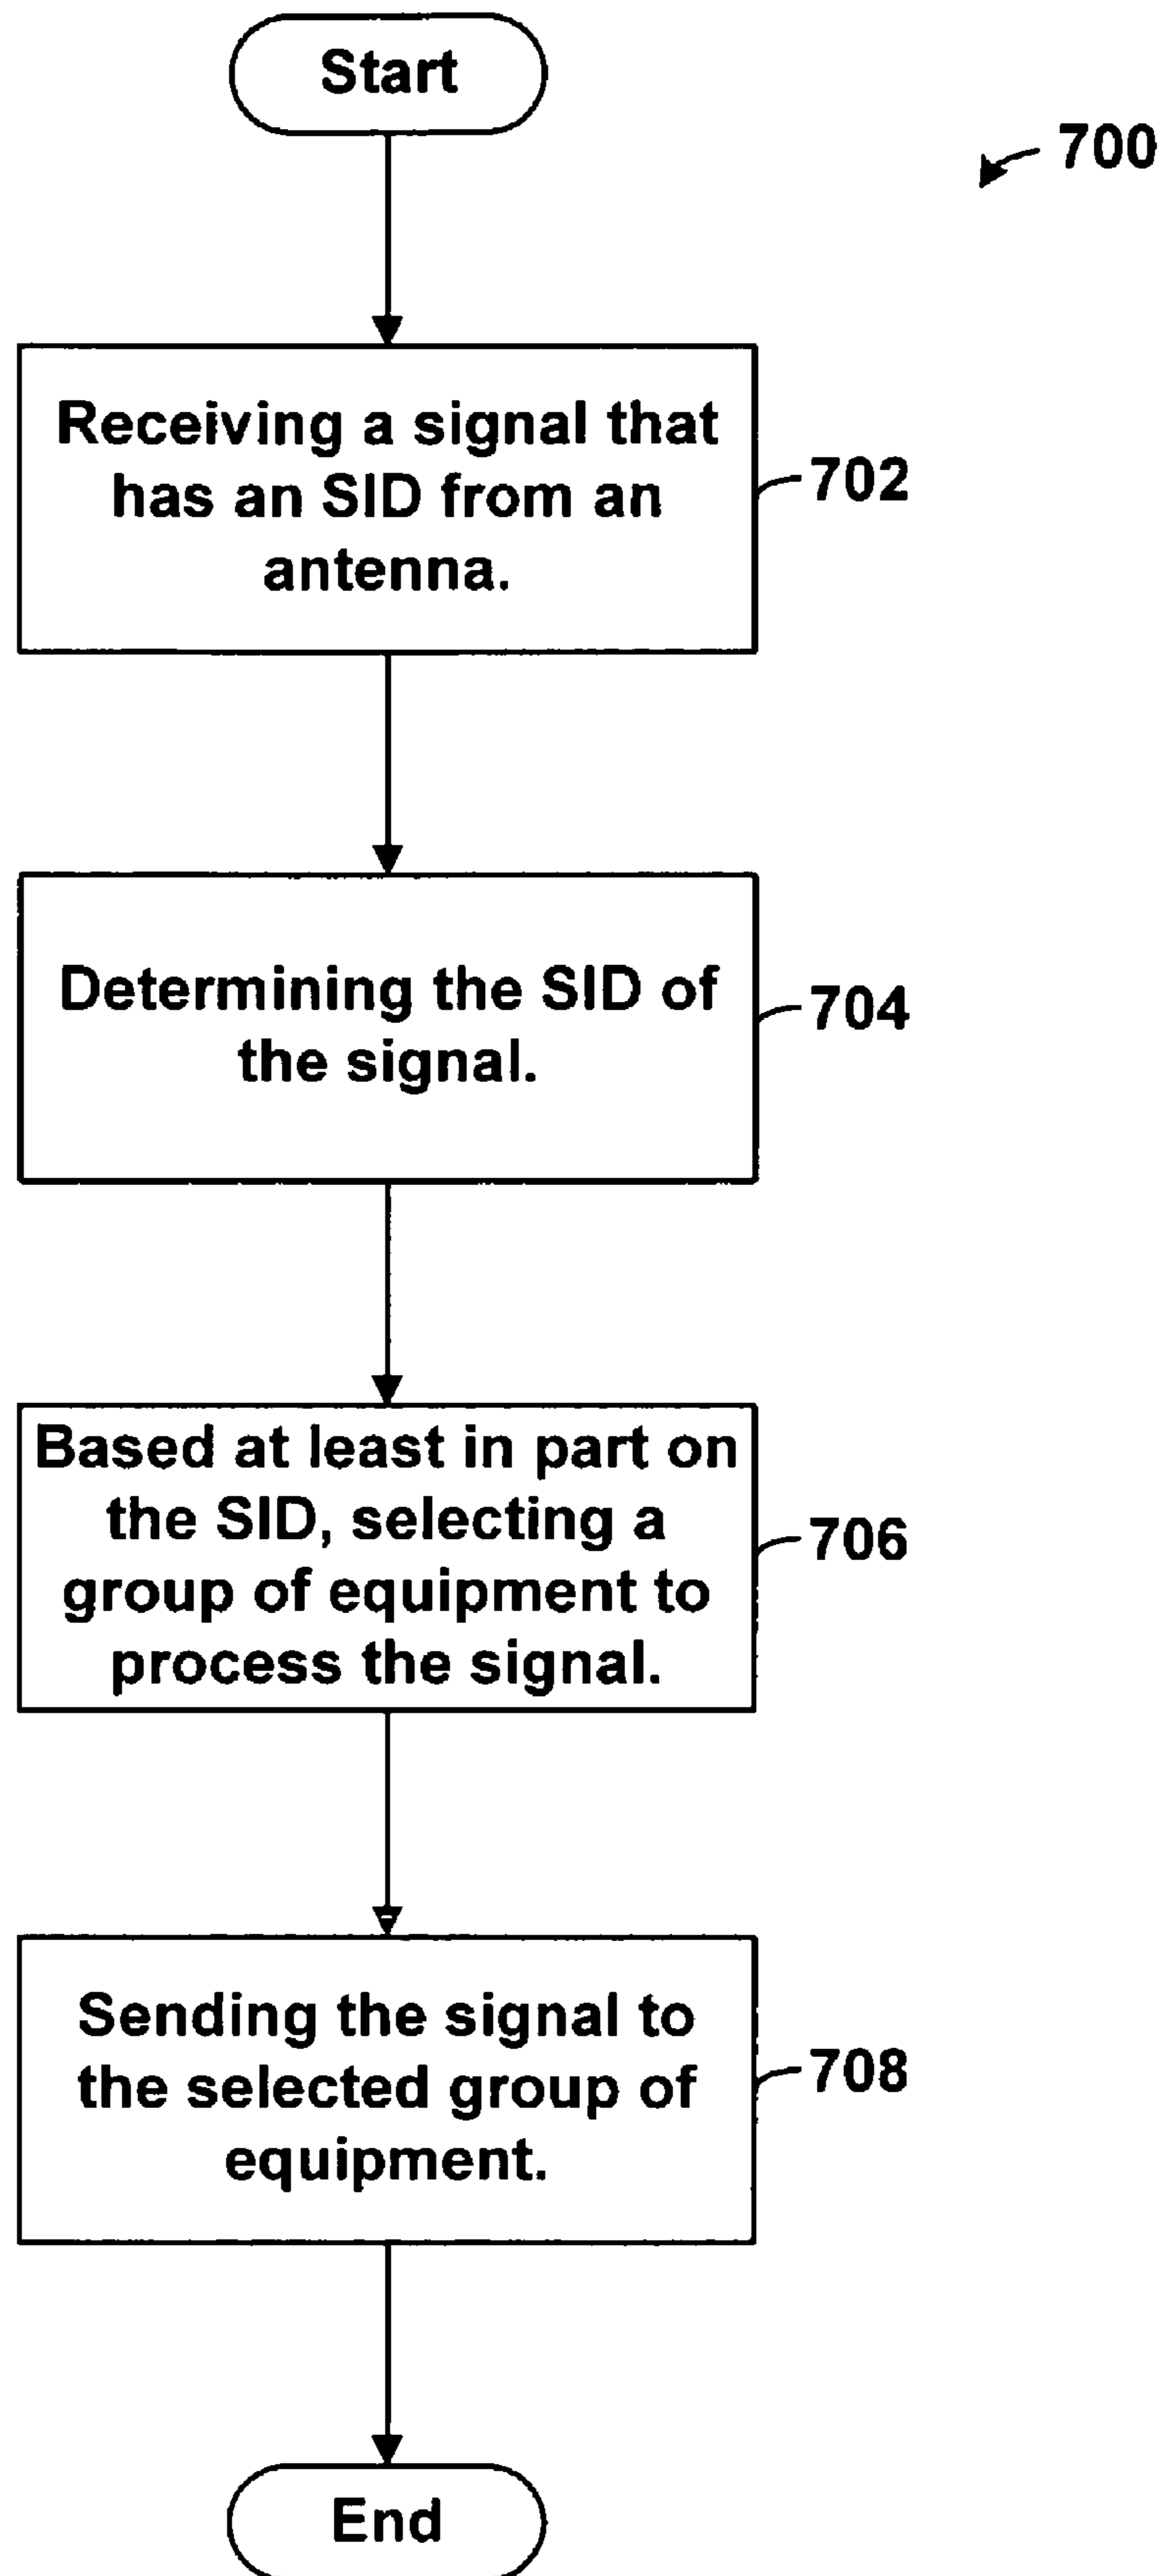 Start
700
Receiving a signal that
has an SID from an
antenna.
702
Determining the SID of
the signal.
704
Based at least in part on
the SID, selecting a
group of equipment to
process the signal.
706
Sending the signal to
the selected group of
equipment.
708
End